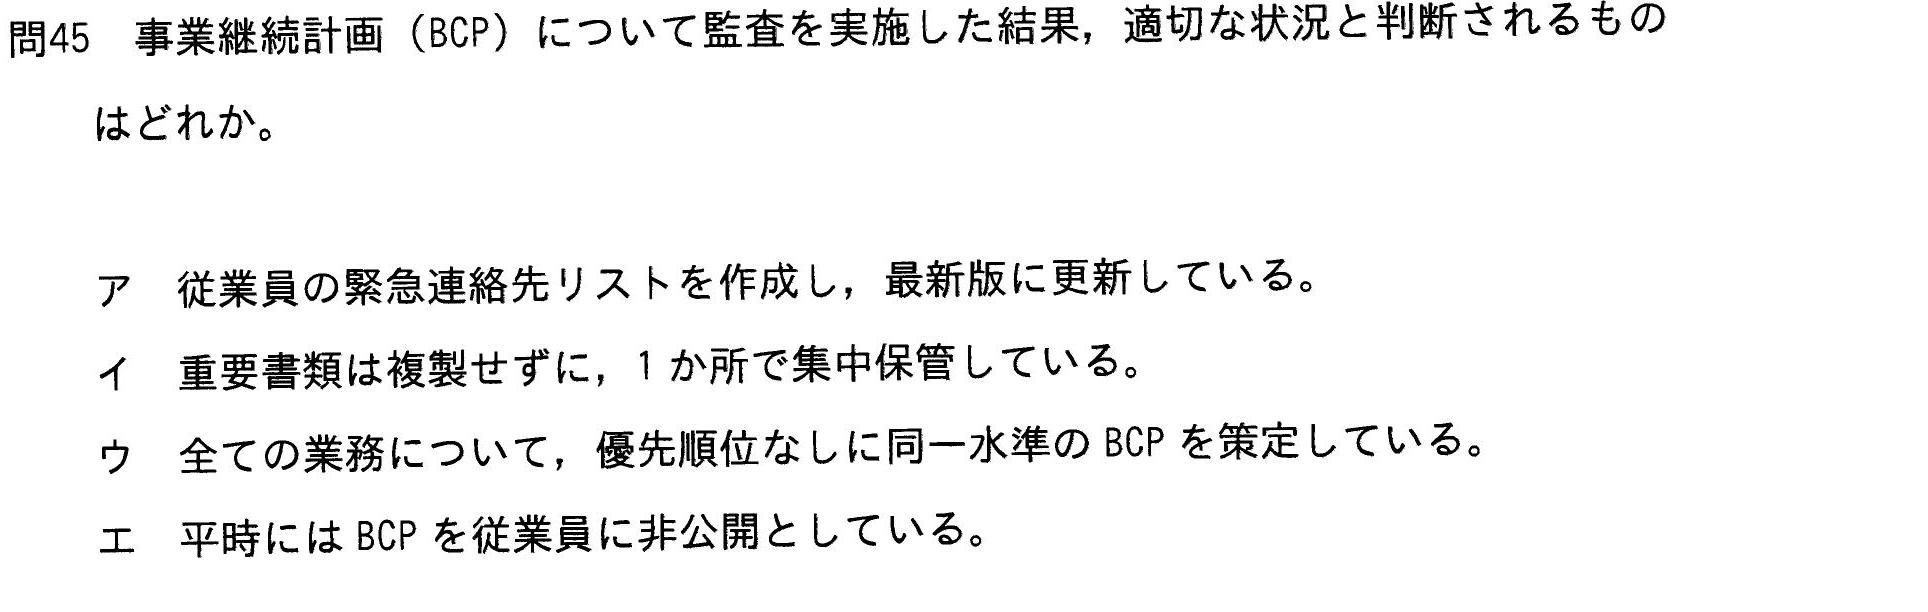 問45 事業継続計画（BCP）について監査を実施した結果，適切な状況と判断されるもの
はどれか。
ア 従業員の緊急連絡先リストを作成し，最新版に更新している。
イ 重要書類は複製せずに，1か所で集中保管している。
ウ 全ての業務について，優先順位なしに同一水準のBCPを策定している。
エ 平時にはBCPを従業員に非公開としている。